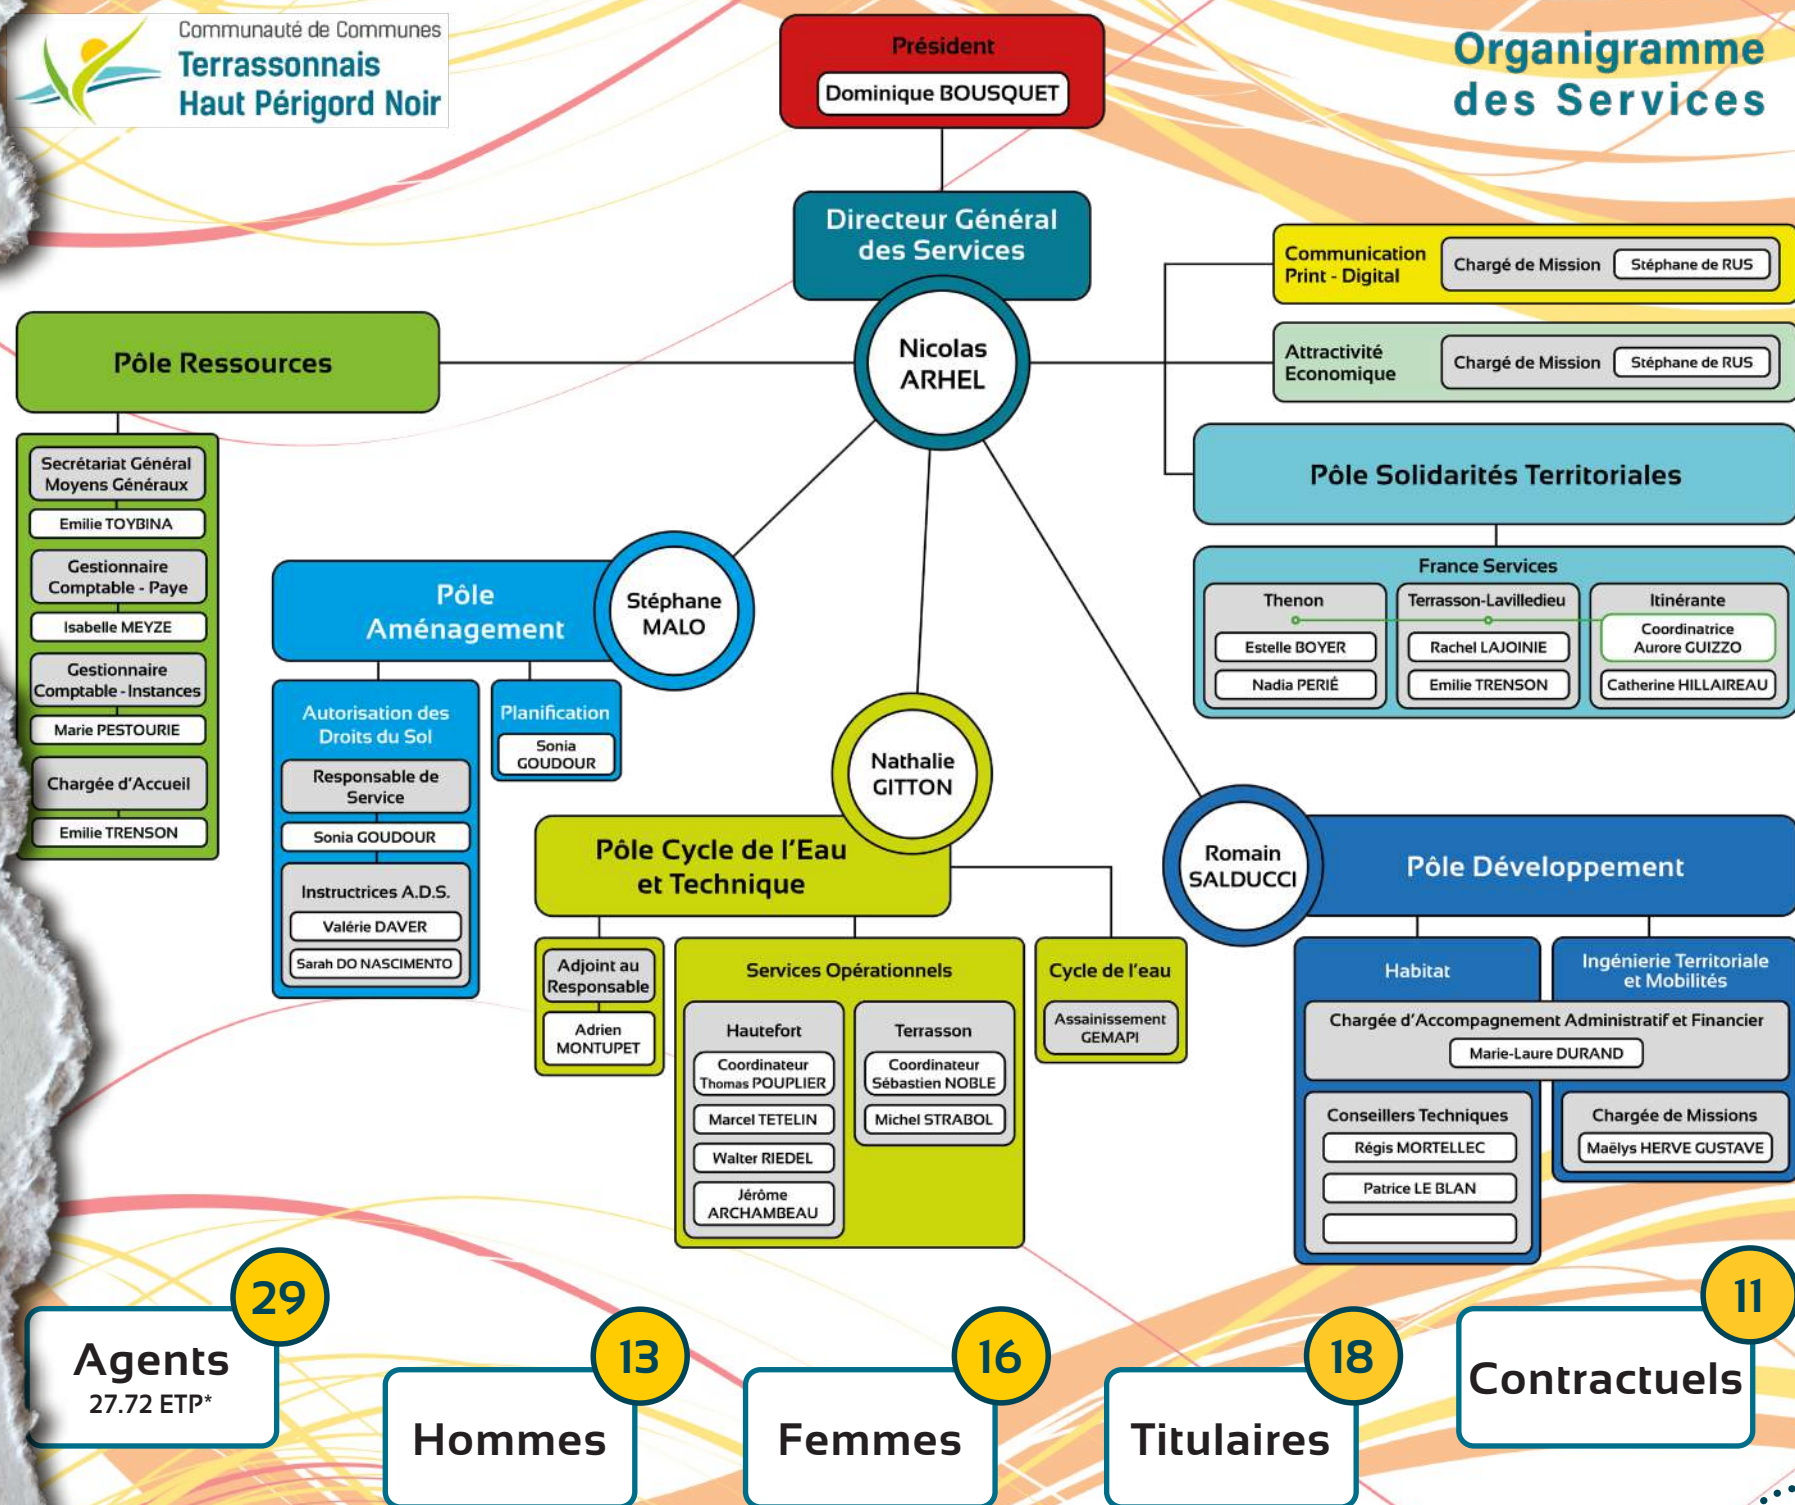 Communauté de Communes
Terrassonnais
Haut Périgord Noir
Organigramme
des Services
Président
Dominique BOUSQUET
Directeur Général
des Services
Nicolas
ARHEL
Communication
Print - Digital
Chargé de Mission
Stéphane de RUS
Attractivité
Economique
Chargé de Mission
Stéphane de RUS
Pôle Ressources
Secrétariat Général
Moyens Généraux
Emilie TOYBINA
Gestionnaire
Comptable - Paye
Isabelle MEYZE
Gestionnaire
Comptable - Instances
Marie PESTOURIE
Chargée d'Accueil
Emilie TRENSON
Pôle Solidarités Territoriales
France Services
Thenon
Estelle BOYER
Nadia PERIÉ
Terrasson-Lavilledieu
Rachel LAJOINIE
Emilie TRENSON
Itinérante
Coordinatrice
Aurore GUIZZO
Catherine HILLAIREAU
Pôle
Aménagement
Stéphane
MALO
Autorisation des
Droits du Sol
Responsable de
Service
Sonia GOUDOUR
Instructrices A.D.S.
Valérie DAVER
Sarah DO NASCIMENTO
Planification
Sonia
GOUDOUR
Nathalie
GITTON
Pôle Cycle de l'Eau
et Technique
Adjoint au
Responsable
Adrien
MONTUPET
Services Opérationnels
Hautefort
Coordinateur
Thomas POUPLIER
Marcel TETELIN
Walter RIEDEL
Jérôme
ARCHAMBEAU
Terrasson
Coordinateur
Sébastien NOBLE
Michel STRABOL
Cycle de l'eau
Assainissement
GEMAPI
Romain
SALDUCCI
Pôle Développement
Habitat
Ingénierie Territoriale
et Mobilités
Chargée d'Accompagnement Administratif et Financier
Marie-Laure DURAND
Conseillers Techniques
Régis MORTELLEC
Patrice LE BLAN
Chargée de Missions
Maëlys HERVE GUSTAVE
29
Agents
27.72 ETP*
13
Hommes
16
Femmes
18
Titulaires
11
Contractuels